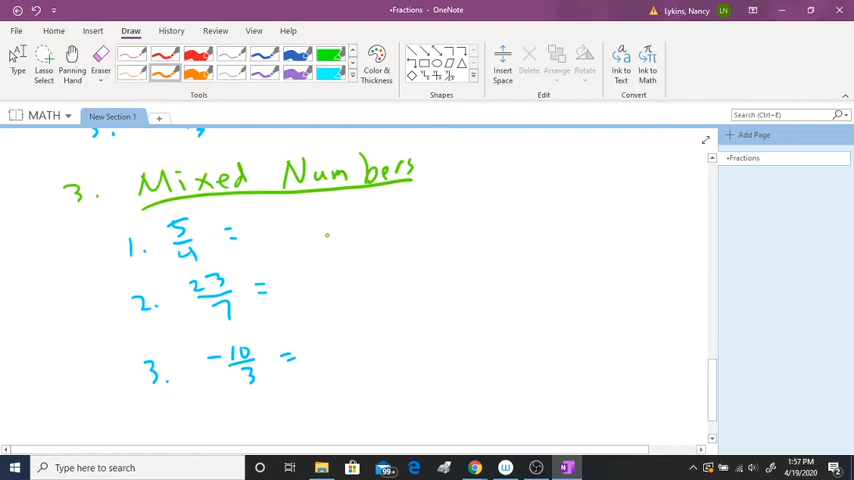 •Fractions - OneNote
Lykins, Nancy
LN
File Home Insert Draw History Review View Help
Type
Lasso Select
Panning Hand
Eraser
Color & Thickness
Insert Space
Delete
Arrange
Rotate
Ink to Text
Ink to Math
Tools
Shapes
Edit
Convert
MATH
New Section 1
Search (Ctrl+E)
Add Page
•Fractions
3. Mixed Numbers
1. 5/4 =
2. 23/7 =
3. -10/3 =
Type here to search
99+
1:57 PM
4/19/2020